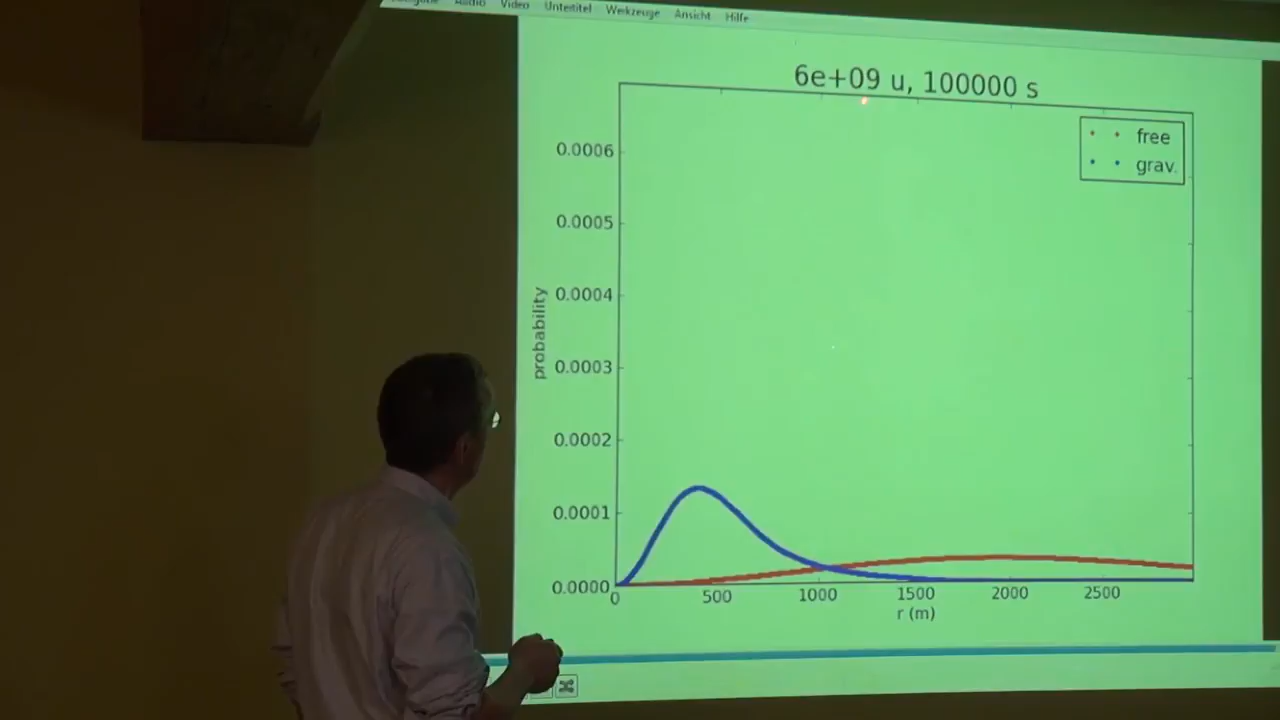 Audio Video Untertitel Werkzeuge Ansicht Hilfe
6e+09 u, 100000 s
free
grav.
probability
0.0006
0.0005
0.0004
0.0003
0.0002
0.0001
0.0000
0 500 1000 1500 2000 2500
r (m)